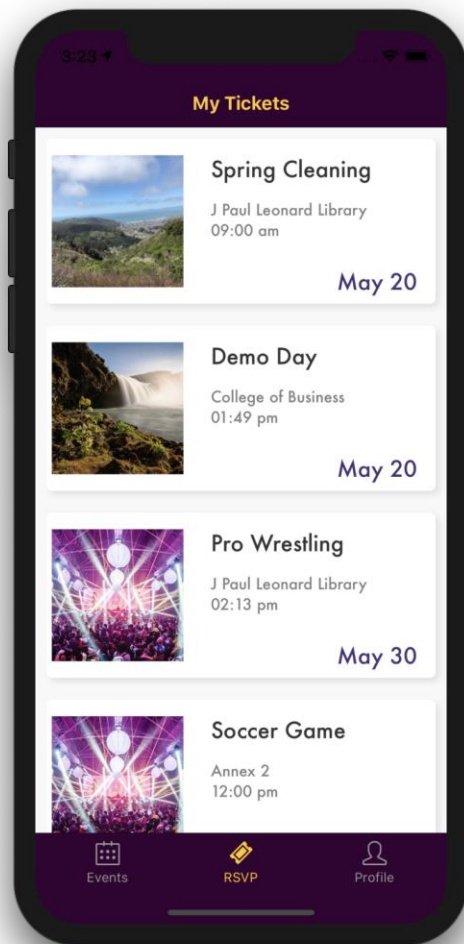 3:23
My Tickets
Spring Cleaning
J Paul Leonard Library
09:00 am
May 20
Demo Day
College of Business
01:49 pm
May 20
Pro Wrestling
J Paul Leonard Library
02:13 pm
May 30
Soccer Game
Annex 2
12:00 pm
Events
RSVP
Profile